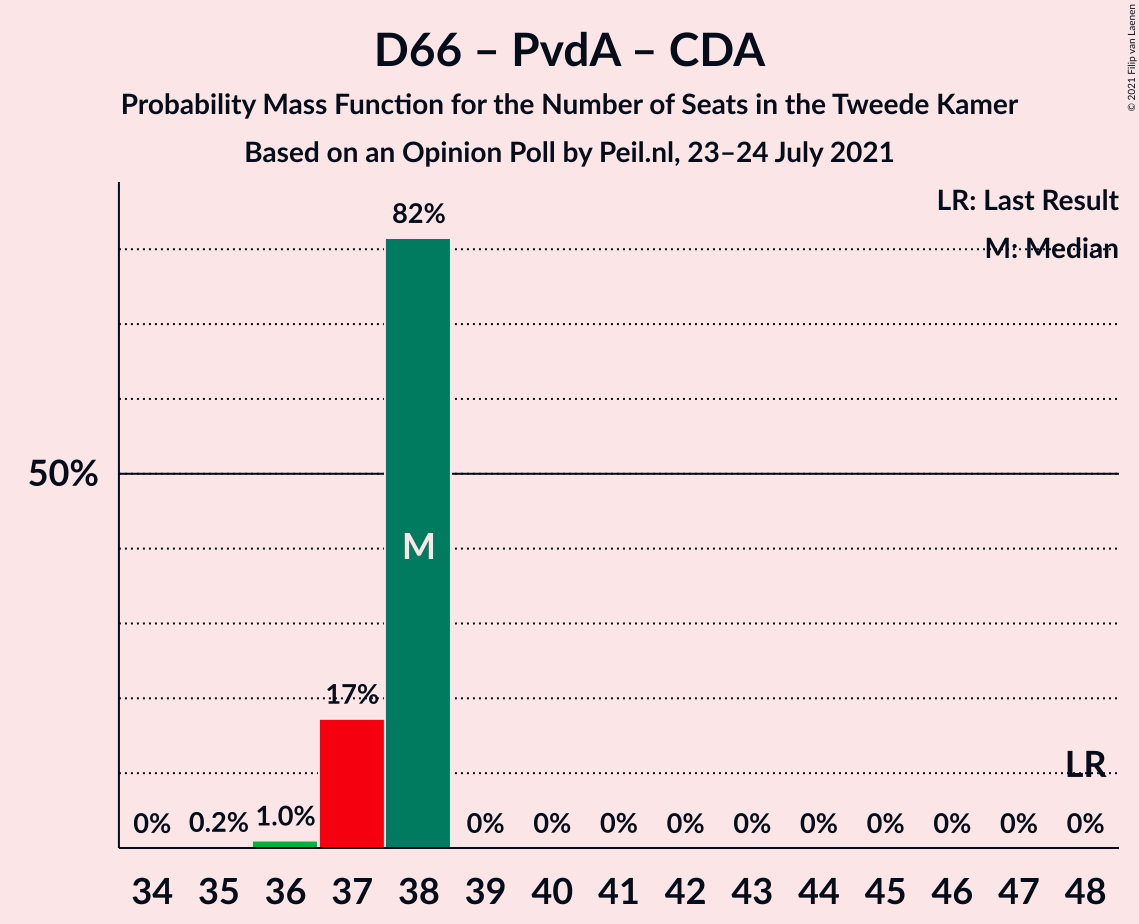 D66 – PvdA – CDA
Probability Mass Function for the Number of Seats in the Tweede Kamer
Based on an Opinion Poll by Peil.nl, 23–24 July 2021
© 2021 Filip van Laenen
LR: Last Result
M: Median
82%
50%
M
17%
LR
0% 0.2% 1.0% 0% 0% 0% 0% 0% 0% 0% 0% 0% 0%
34 35 36 37 38 39 40 41 42 43 44 45 46 47 48